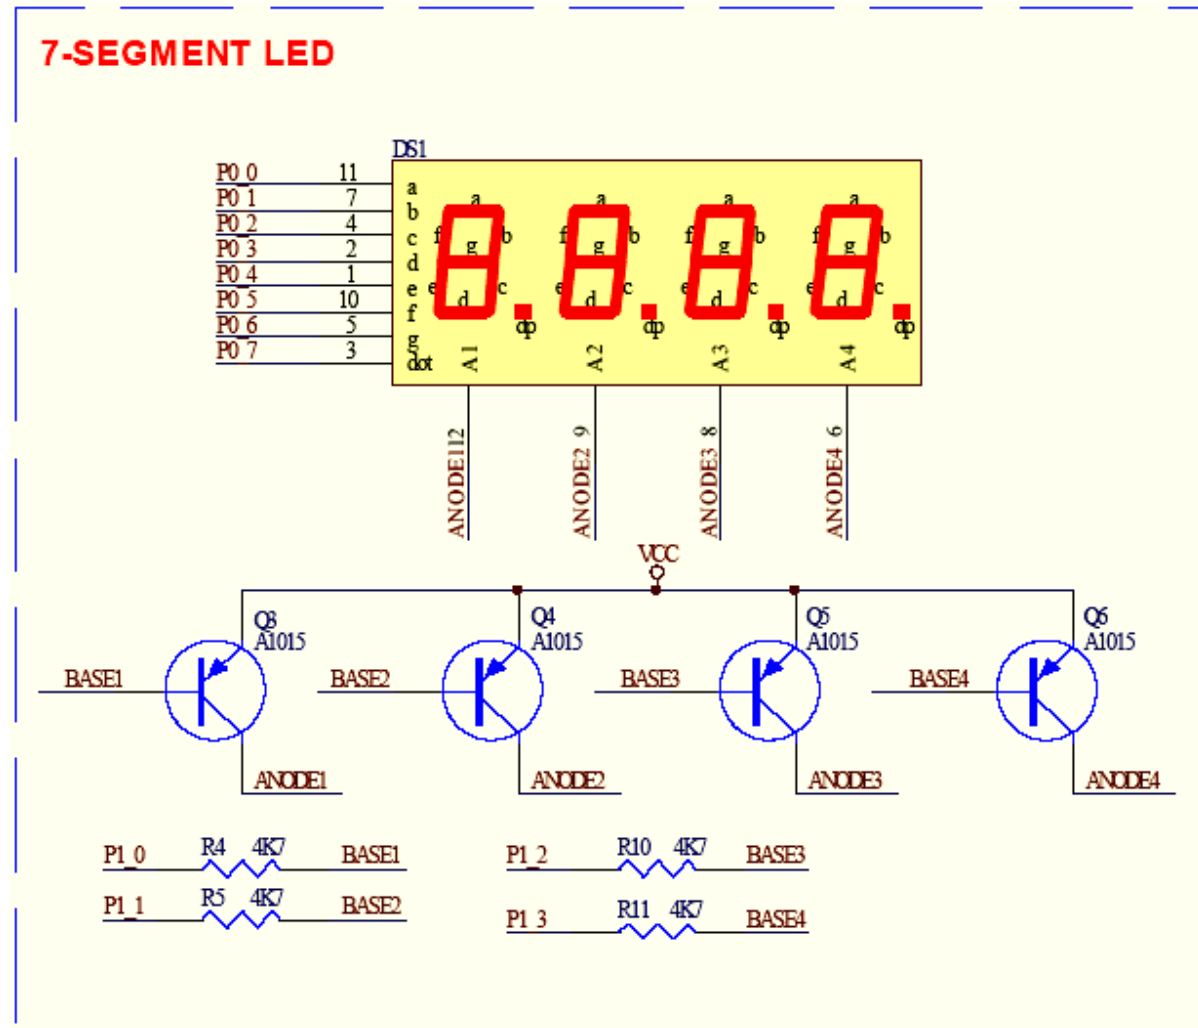 7-SEGMENT LED
DS1
P0_0 11 a
P0_1 7 b
P0_2 4 c
P0_3 2 d
P0_4 1 e
P0_5 10 f
P0_6 5 g
P0_7 3 dot
a a a a
f b f b f b f b
g g g g
e c e c e c e c
d d d d
dp dp dp dp
A1 A2 A3 A4
ANODE1 12 ANODE2 9 ANODE3 8 ANODE4 6
VCC
Q3 Q4 Q5 Q6
A1015 A1015 A1015 A1015
BASE1 BASE2 BASE3 BASE4
ANODE1 ANODE2 ANODE3 ANODE4
P1_0 R4 4K7 BASE1 P1_2 R10 4K7 BASE3
P1_1 R5 4K7 BASE2 P1_3 R11 4K7 BASE4